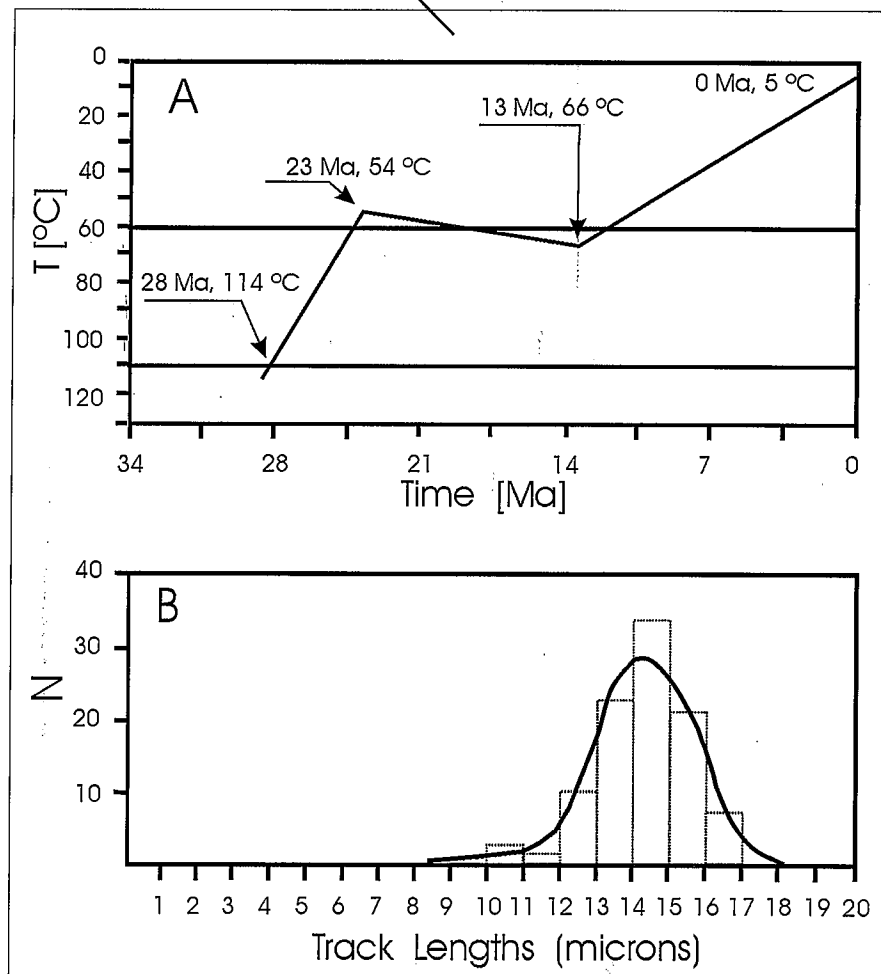 A
0 Ma, 5 °C
13 Ma, 66 °C
23 Ma, 54 °C
28 Ma, 114 °C
T [°C]
0
20
40
60
80
100
120
34 28 21 14 7 0
Time [Ma]
B
N
40
30
20
10
1 2 3 4 5 6 7 8 9 10 11 12 13 14 15 16 17 18 19 20
Track Lengths (microns)